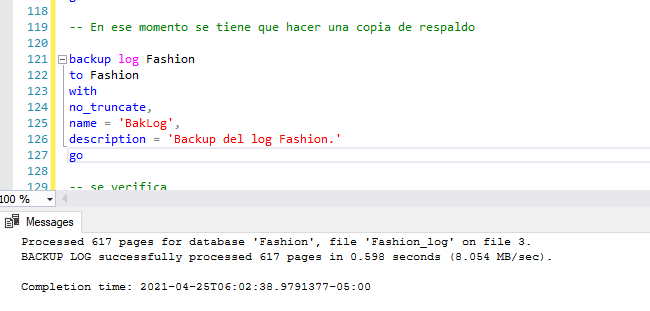 118
119 -- En ese momento se tiene que hacer una copia de respaldo
120
121 backup log Fashion
122 to Fashion
123 with
124 no_truncate,
125 name = 'BakLog',
126 description = 'Backup del log Fashion.'
127 go
128
129 -- se verifica
100 %
Messages
Processed 617 pages for database 'Fashion', file 'Fashion_log' on file 3.
BACKUP LOG successfully processed 617 pages in 0.598 seconds (8.054 MB/sec).
Completion time: 2021-04-25T06:02:38.9791377-05:00